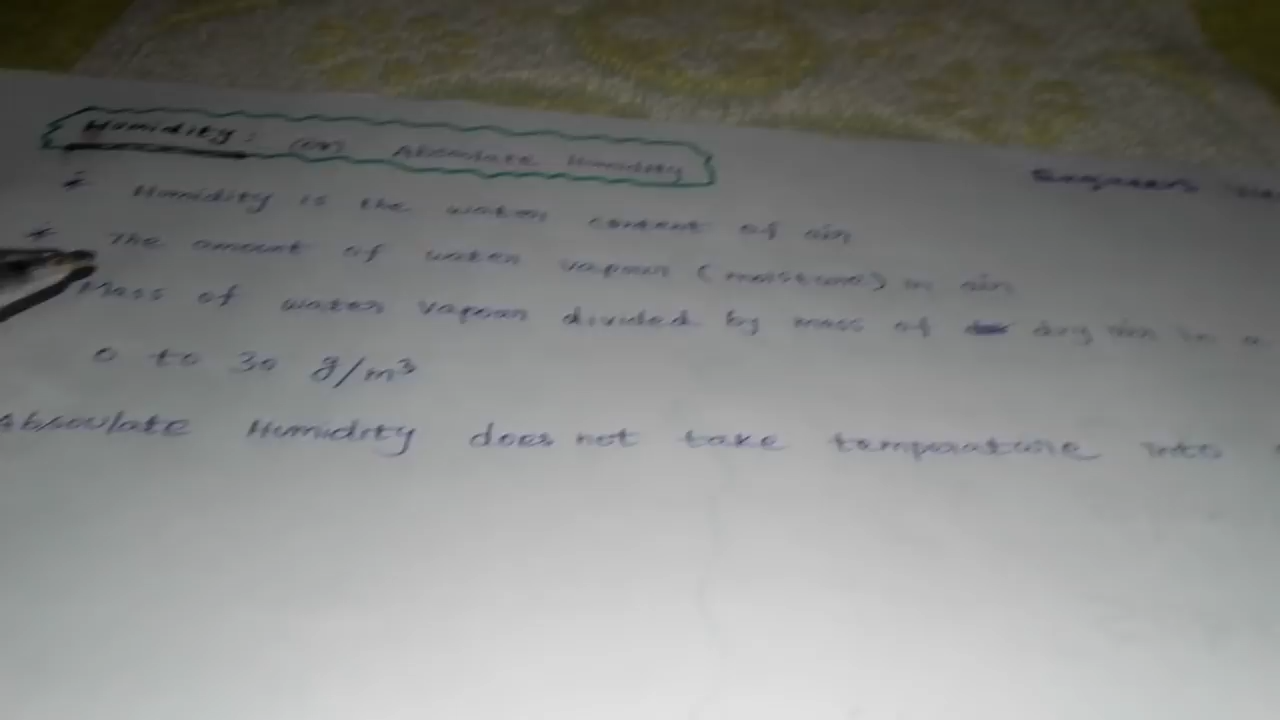 Humidity: (or) Absolute Humidity
* Humidity is the water content of air
* The amount of water vapour (moisture) in air
Mass of water vapour divided by mass of dry air in a
0 to 30 g/m³
Absoulate Humidity does not take temprature into